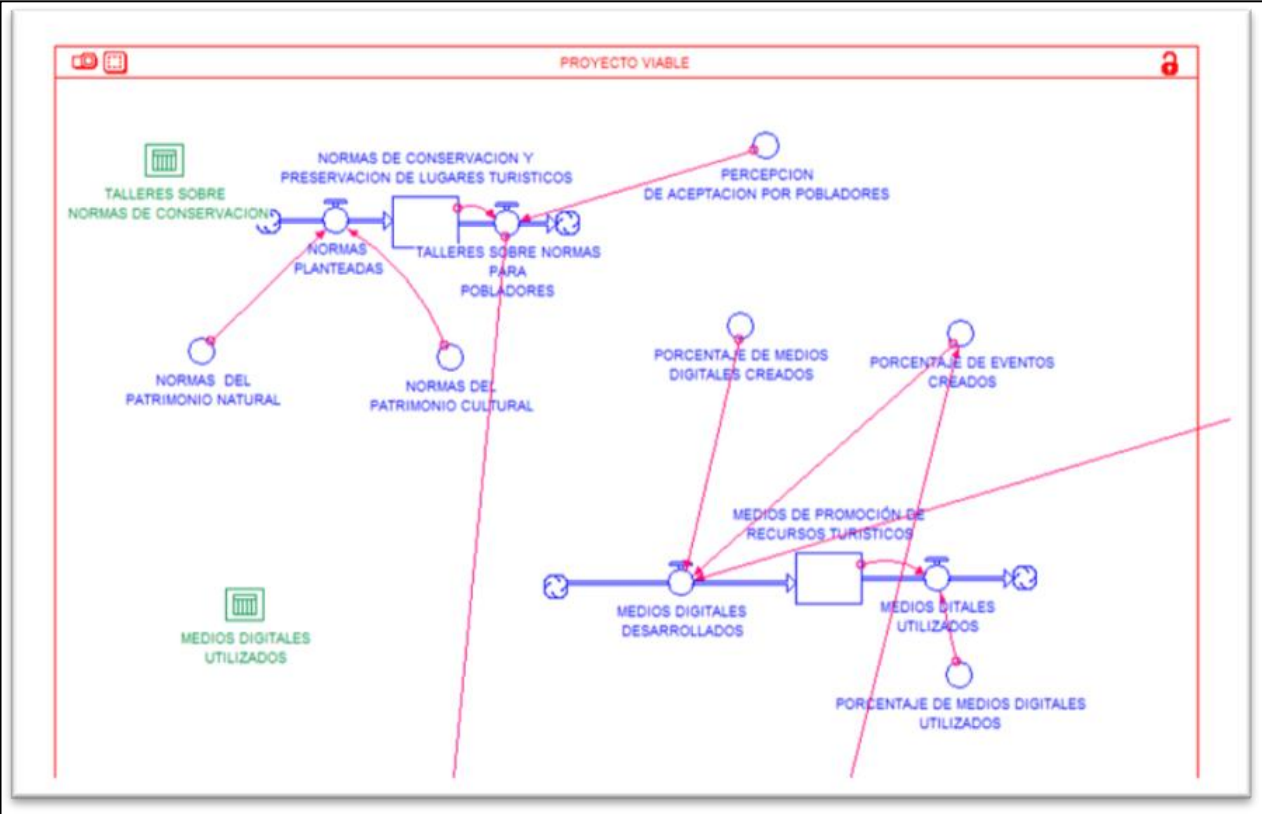 PROYECTO VIABLE
TALLERES SOBRE
NORMAS DE CONSERVACION
NORMAS DE CONSERVACION Y
PRESERVACION DE LUGARES TURISTICOS
PERCEPCION
DE ACEPTACION POR POBLADORES
NORMAS
PLANTEADAS
TALLERES SOBRE NORMAS
PARA
POBLADORES
NORMAS DEL
PATRIMONIO NATURAL
NORMAS DEL
PATRIMONIO CULTURAL
PORCENTAJE DE MEDIOS
DIGITALES CREADOS
PORCENTAJE DE EVENTOS
CREADOS
MEDIOS DE PROMOCIÓN DE
RECURSOS TURISTICOS
MEDIOS DIGITALES
DESARROLLADOS
MEDIOS DITALES
UTILIZADOS
MEDIOS DIGITALES
UTILIZADOS
PORCENTAJE DE MEDIOS DIGITALES
UTILIZADOS